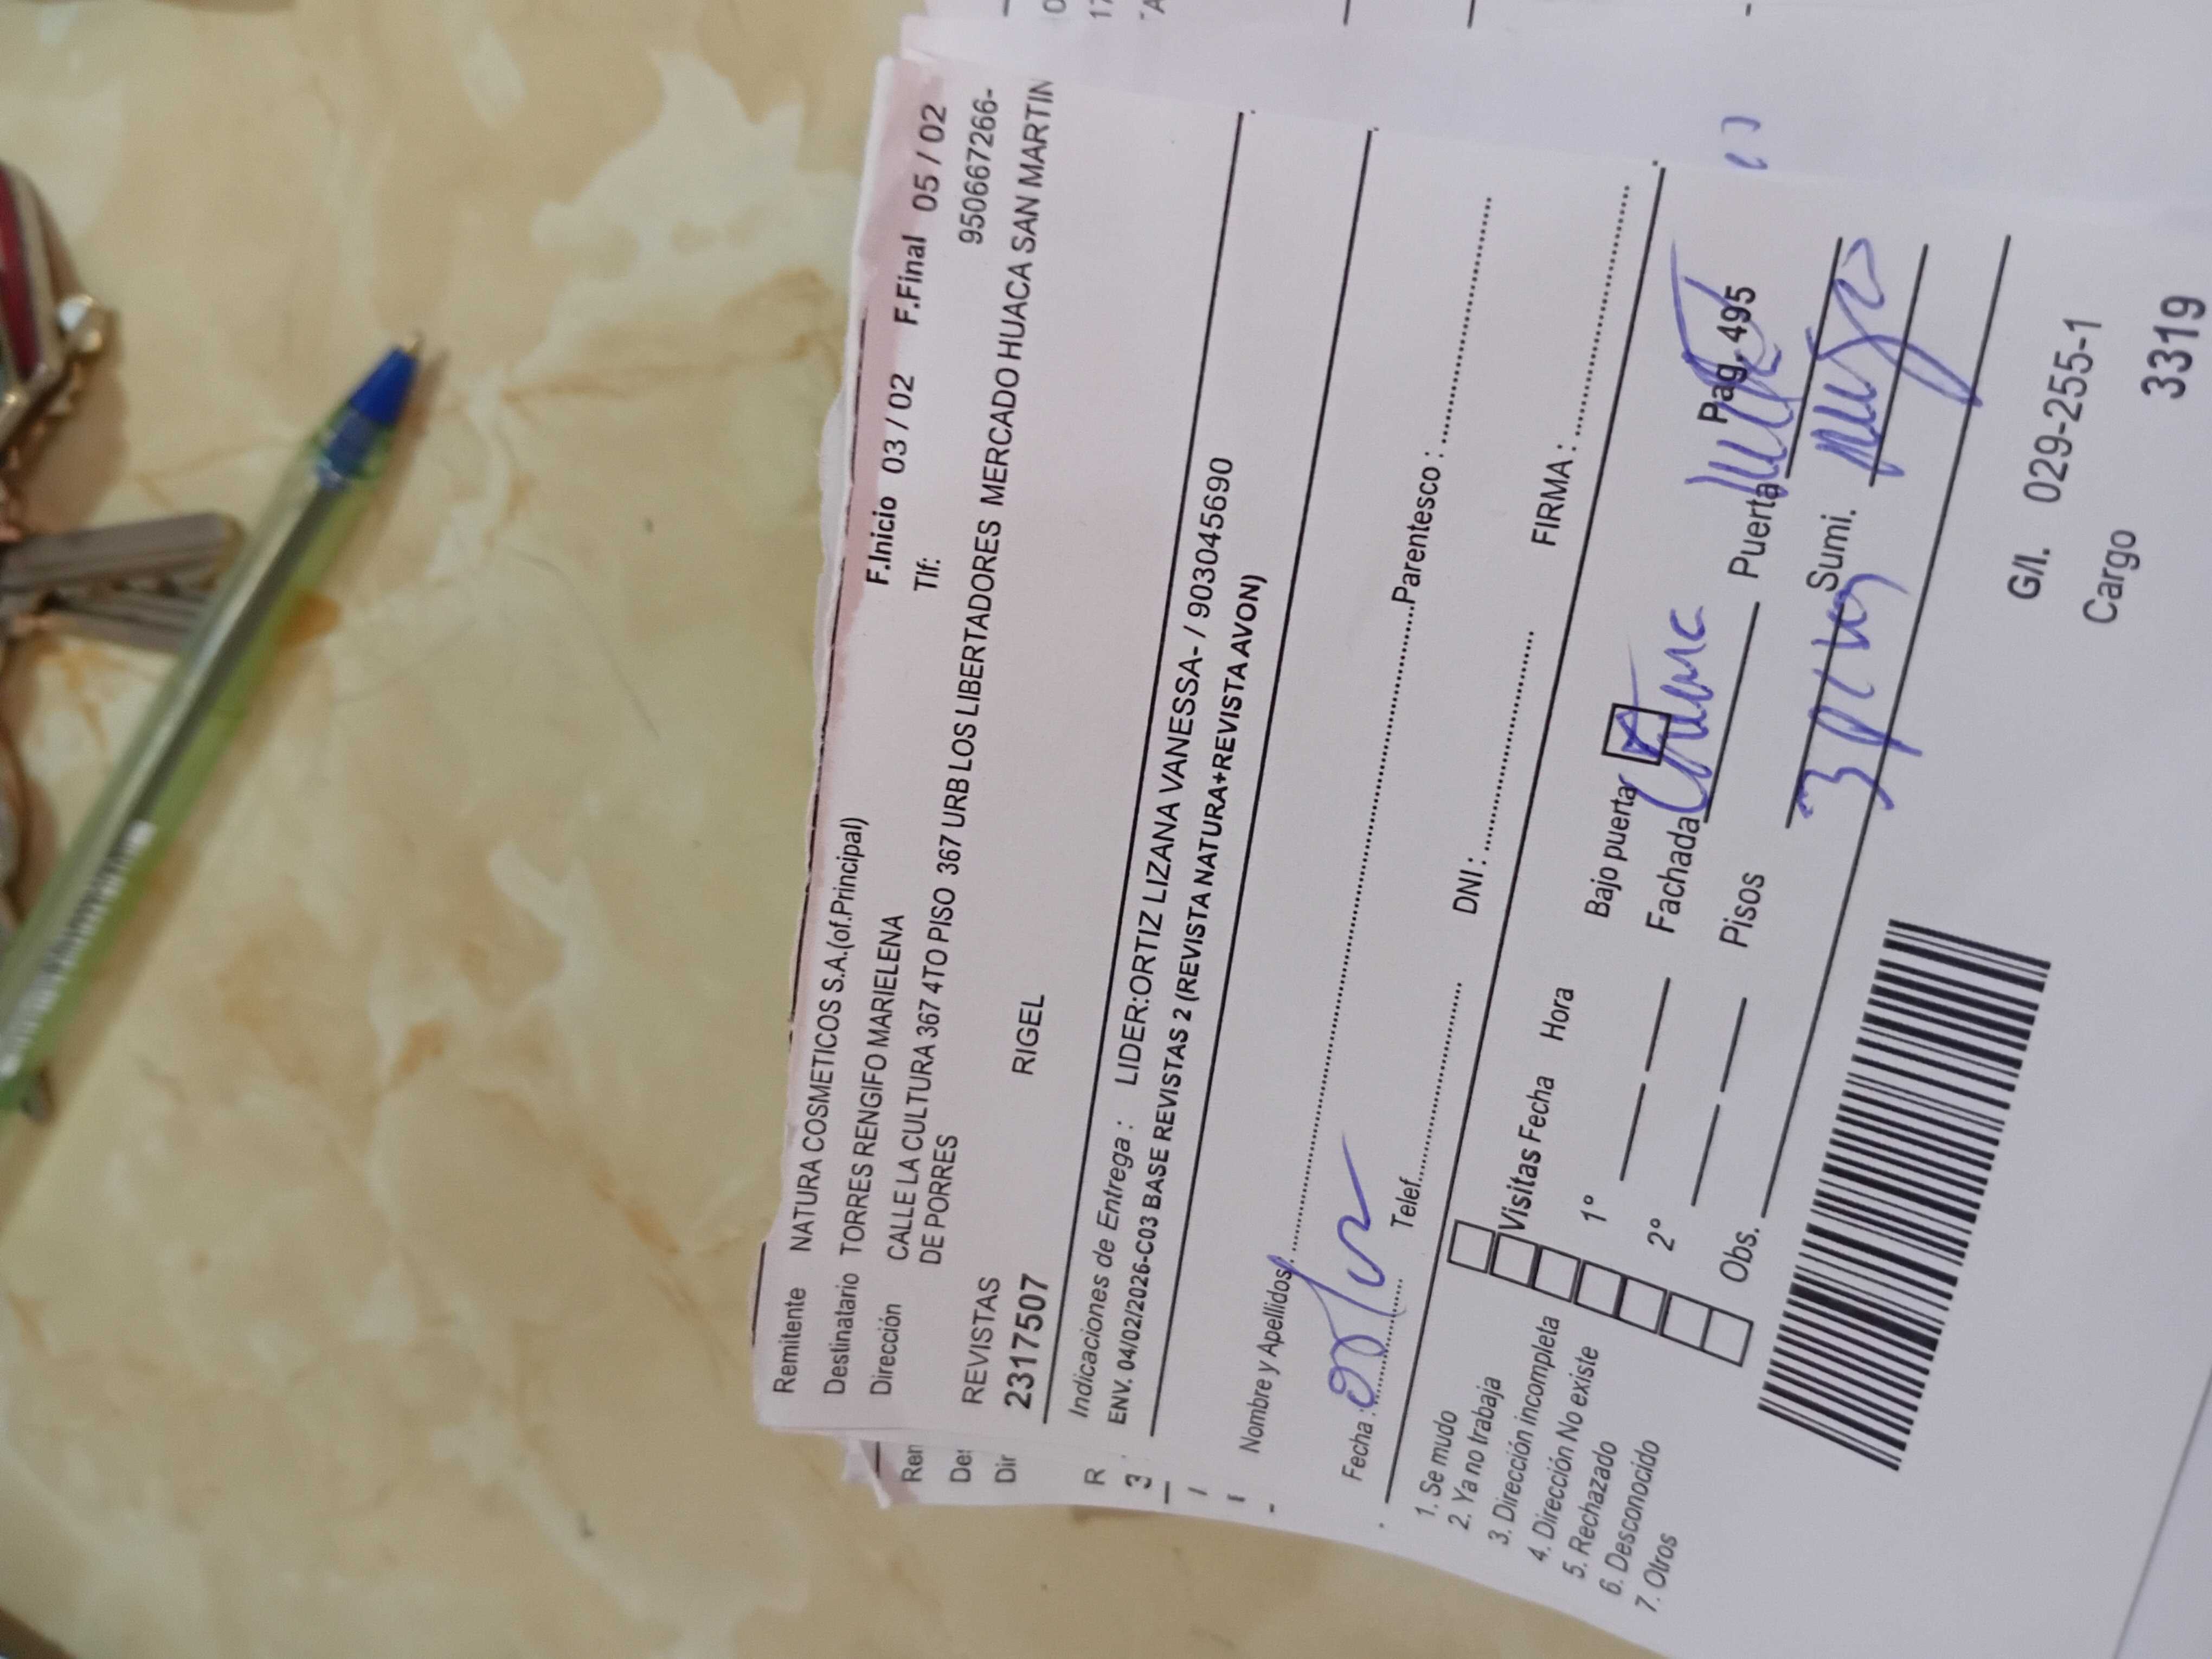 Remitente NATURA COSMETICOS S.A.(of.Principal) F.Inicio 03 / 02 F.Final 05 / 02
Destinatario TORRES RENGIFO MARIELENA Tlf: 950667266-
Dirección CALLE LA CULTURA 367 4TO PISO 367 URB LOS LIBERTADORES MERCADO HUACA SAN MARTIN
DE PORRES
REVISTAS
2317507 RIGEL
Indicaciones de Entrega : LIDER:ORTIZ LIZANA VANESSA- / 903045690
ENV. 04/02/2026-C03 BASE REVISTAS 2 (REVISTA NATURA+REVISTA AVON)
Nombre y Apellidos: Parentesco :
Fecha : Telef. DNI : FIRMA :
1. Se mudo
2. Ya no trabaja
3. Dirección incompleta
4. Dirección No existe
5. Rechazado
6. Desconocido
7. Otros
Visitas Fecha Hora Bajo puerta
1° Fachada Puerta Pag. 495
2° Pisos 3 Sumi.
Obs.
G/l. 029-255-1
Cargo
3319